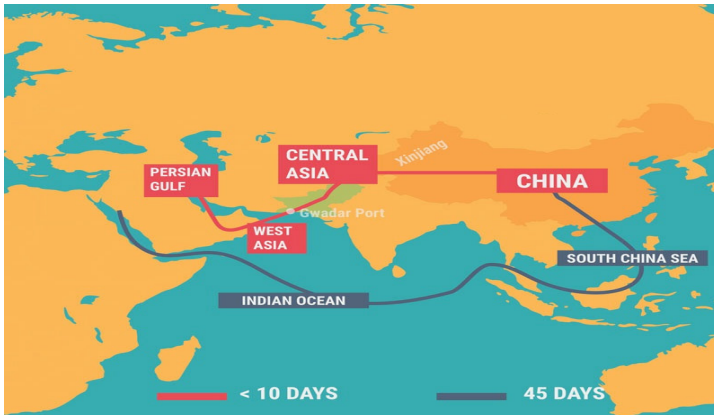 CENTRAL
ASIA
Xinjiang
PERSIAN
GULF
CHINA
Gwadar Port
WEST
ASIA
SOUTH CHINA SEA
INDIAN OCEAN
< 10 DAYS
45 DAYS